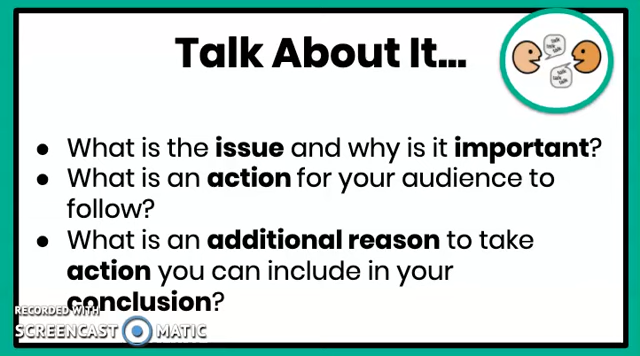 Talk About It...
● What is the issue and why is it important?
● What is an action for your audience to
follow?
● What is an additional reason to take
action you can include in your
conclusion?
RECORDED WITH
SCREENCAST MATIC